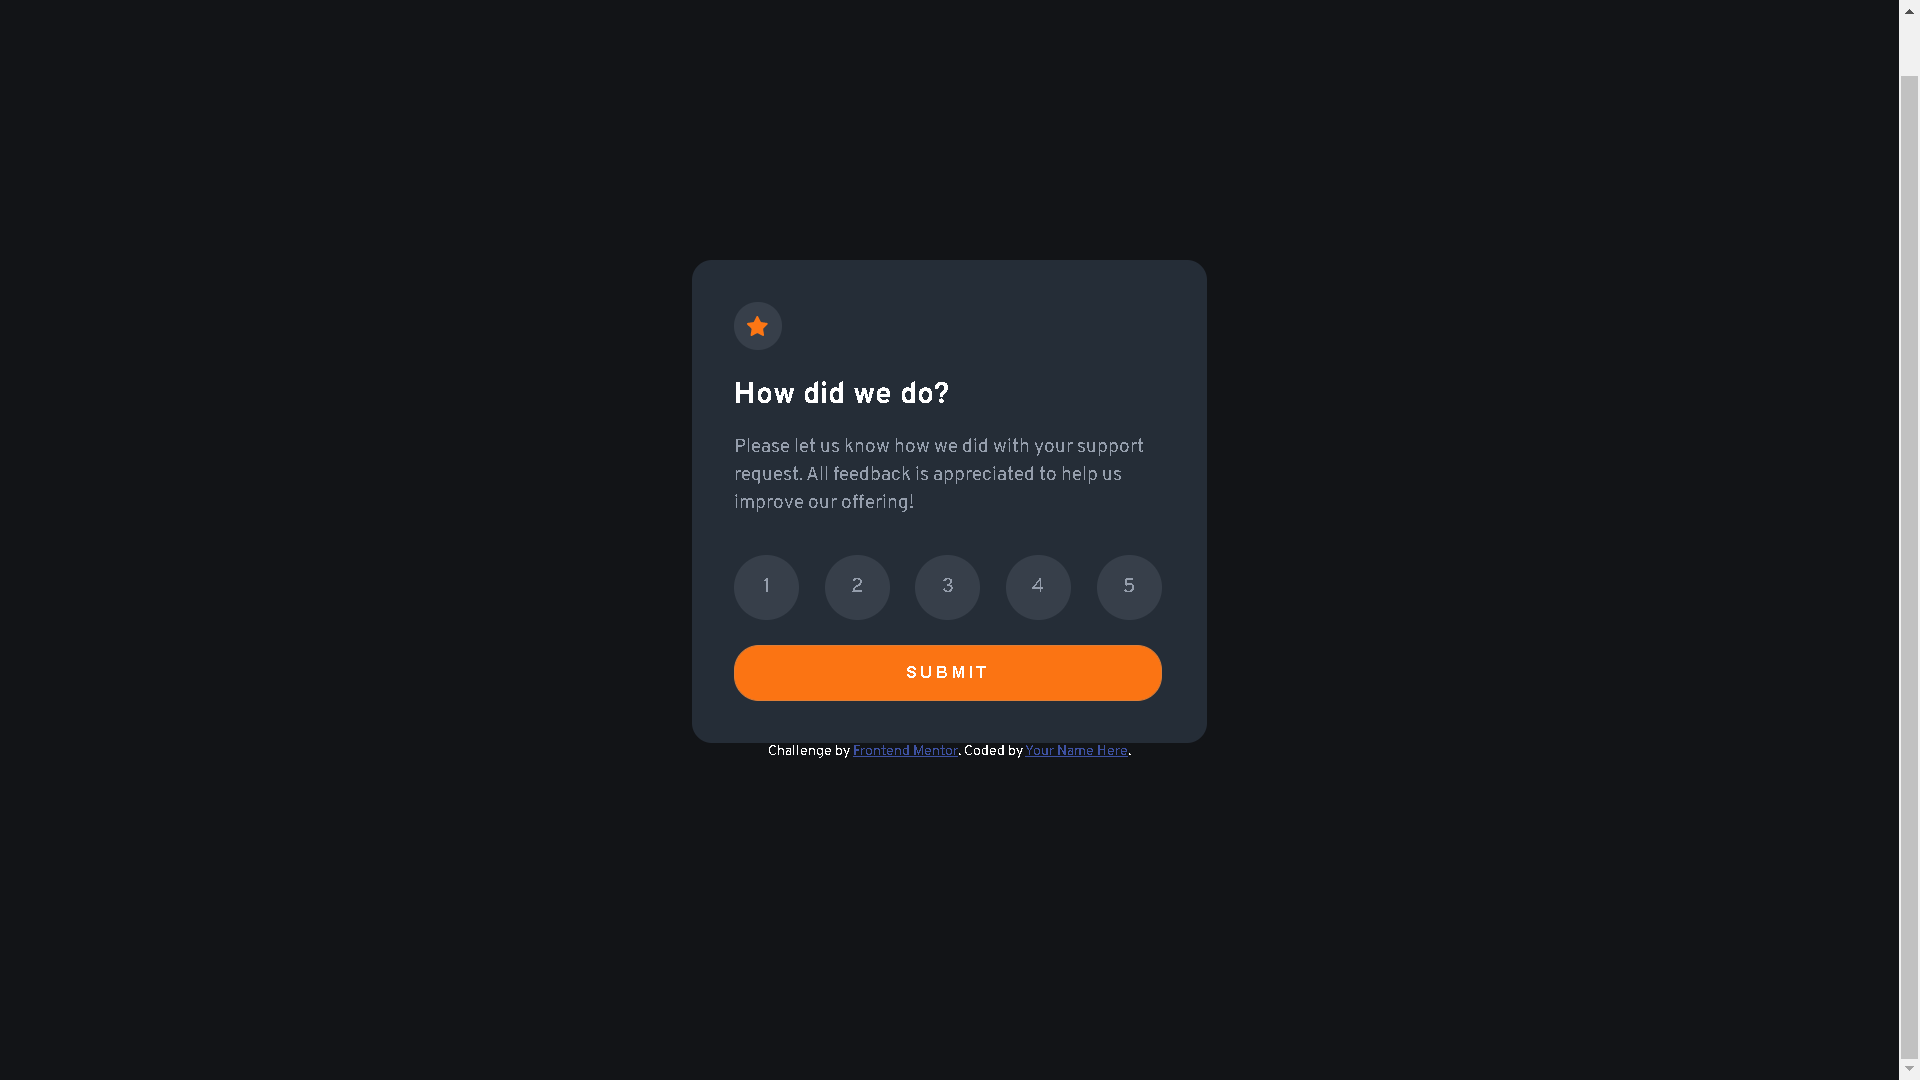 How did we do?
Please let us know how we did with your support
request. All feedback is appreciated to help us
improve our offering!
1 2 3 4 5
SUBMIT
Challenge by Frontend Mentor. Coded by Your Name Here.